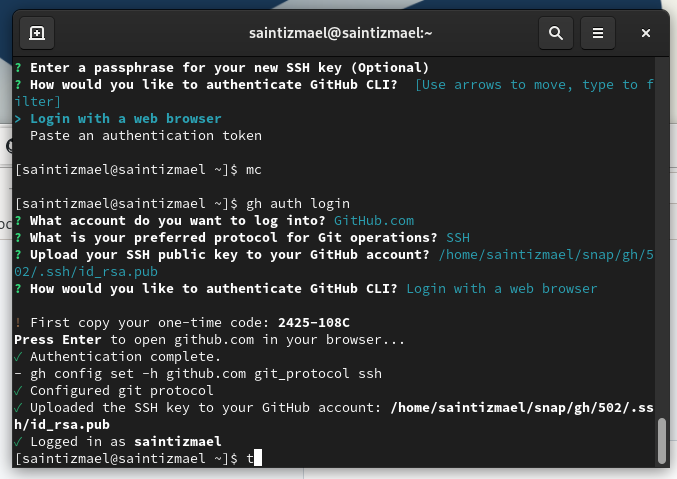 saintizmael@saintizmael:~
? Enter a passphrase for your new SSH key (Optional)
? How would you like to authenticate GitHub CLI?  [Use arrows to move, type to f
ilter]
> Login with a web browser
  Paste an authentication token
[saintizmael@saintizmael ~]$ mc
[saintizmael@saintizmael ~]$ gh auth login
? What account do you want to log into? GitHub.com
? What is your preferred protocol for Git operations? SSH
? Upload your SSH public key to your GitHub account? /home/saintizmael/snap/gh/5
02/.ssh/id_rsa.pub
? How would you like to authenticate GitHub CLI? Login with a web browser
! First copy your one-time code: 2425-108C
Press Enter to open github.com in your browser...
✓ Authentication complete.
- gh config set -h github.com git_protocol ssh
✓ Configured git protocol
✓ Uploaded the SSH key to your GitHub account: /home/saintizmael/snap/gh/502/.ss
h/id_rsa.pub
✓ Logged in as saintizmael
[saintizmael@saintizmael ~]$ t